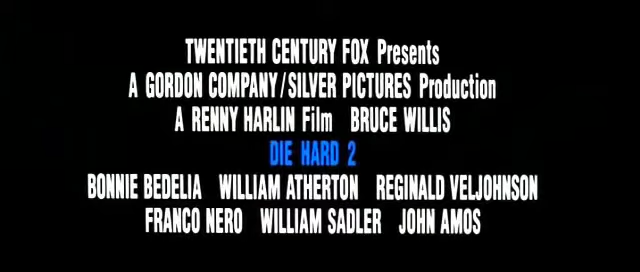 TWENTIETH CENTURY FOX Presents
A GORDON COMPANY/SILVER PICTURES Production
A RENNY HARLIN Film BRUCE WILLIS
DIE HARD 2
BONNIE BEDELIA WILLIAM ATHERTON REGINALD VELJOHNSON
FRANCO NERO WILLIAM SADLER JOHN AMOS